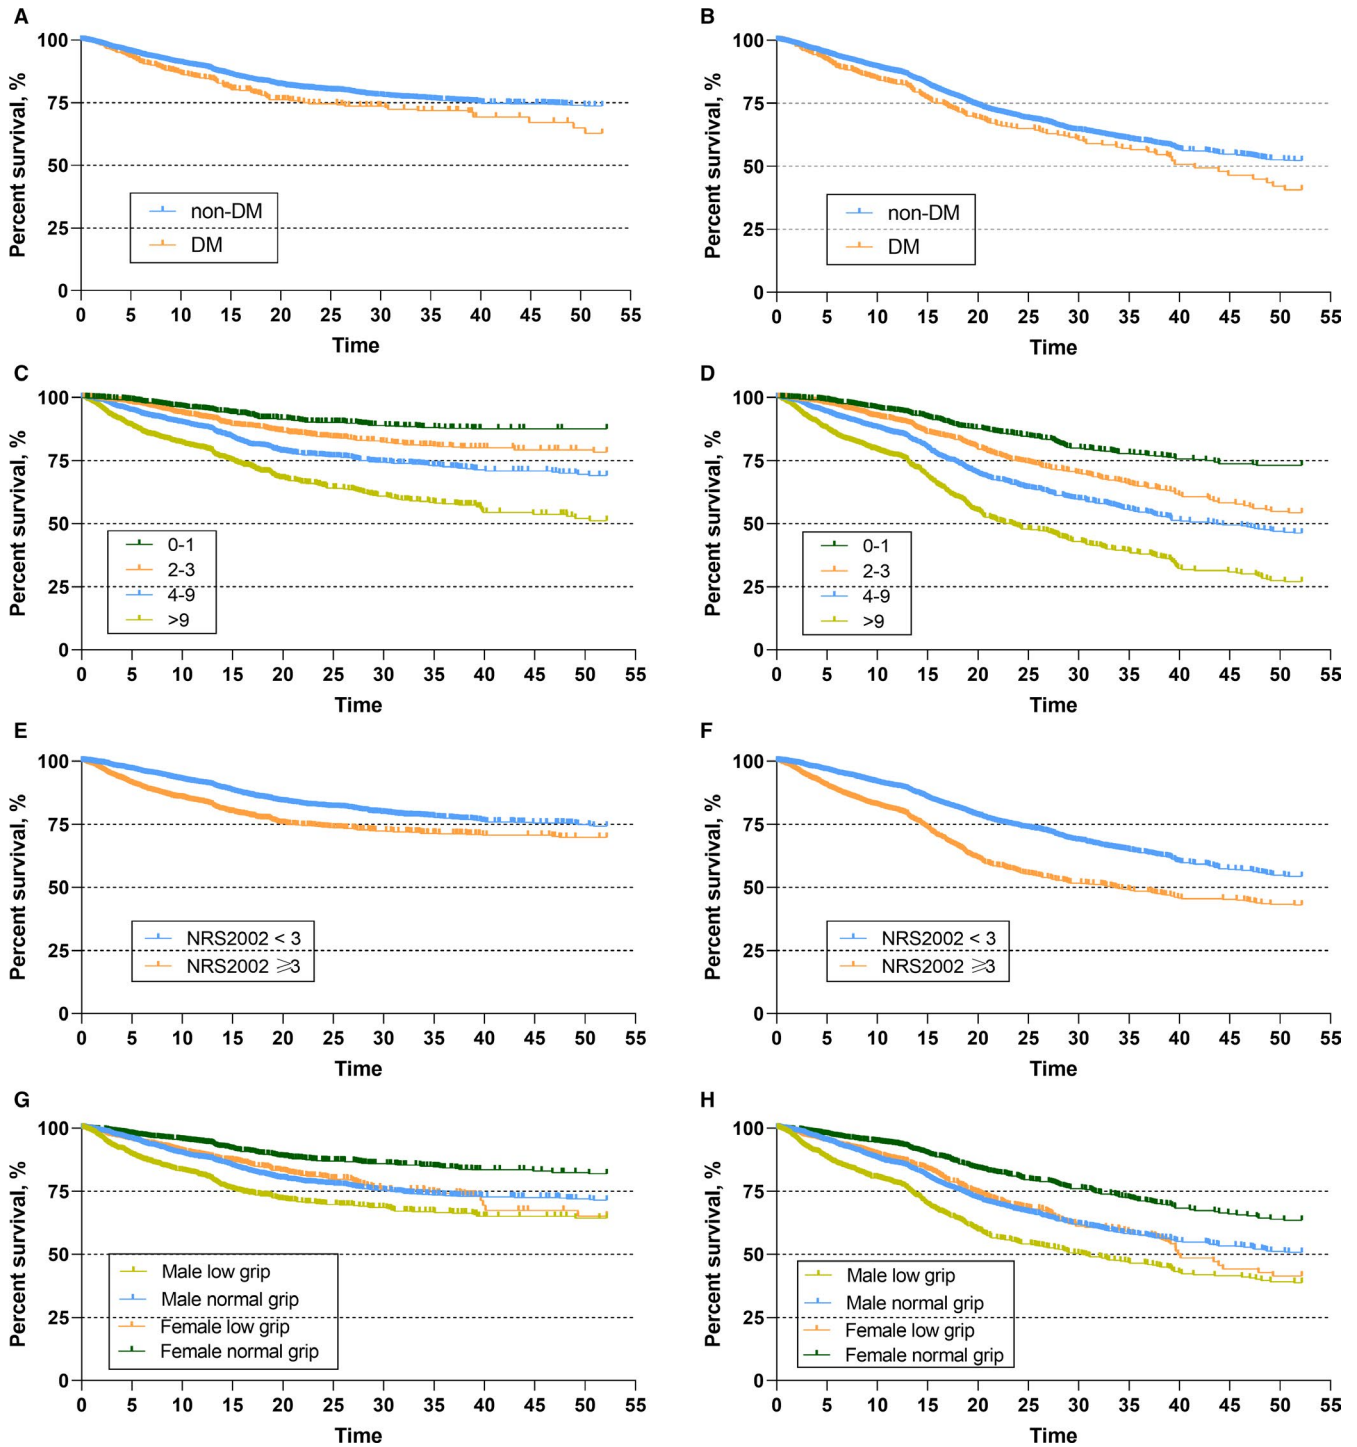 A
Percent survival, %
100
75
50
25
0
non-DM
DM
0 5 10 15 20 25 30 35 40 45 50 55
Time
B
Percent survival, %
100
75
50
25
0
non-DM
DM
0 5 10 15 20 25 30 35 40 45 50 55
Time
C
Percent survival, %
100
75
50
25
0
0-1
2-3
4-9
>9
0 5 10 15 20 25 30 35 40 45 50 55
Time
D
Percent survival, %
100
75
50
25
0
0-1
2-3
4-9
>9
0 5 10 15 20 25 30 35 40 45 50 55
Time
E
Percent survival, %
100
75
50
25
0
NRS2002 < 3
NRS2002 ⩾3
0 5 10 15 20 25 30 35 40 45 50 55
Time
F
Percent survival, %
100
75
50
25
0
NRS2002 < 3
NRS2002 ⩾3
0 5 10 15 20 25 30 35 40 45 50 55
Time
G
Percent survival, %
100
75
50
25
0
Male low grip
Male normal grip
Female low grip
Female normal grip
0 5 10 15 20 25 30 35 40 45 50 55
Time
H
Percent survival, %
100
75
50
25
0
Male low grip
Male normal grip
Female low grip
Female normal grip
0 5 10 15 20 25 30 35 40 45 50 55
Time